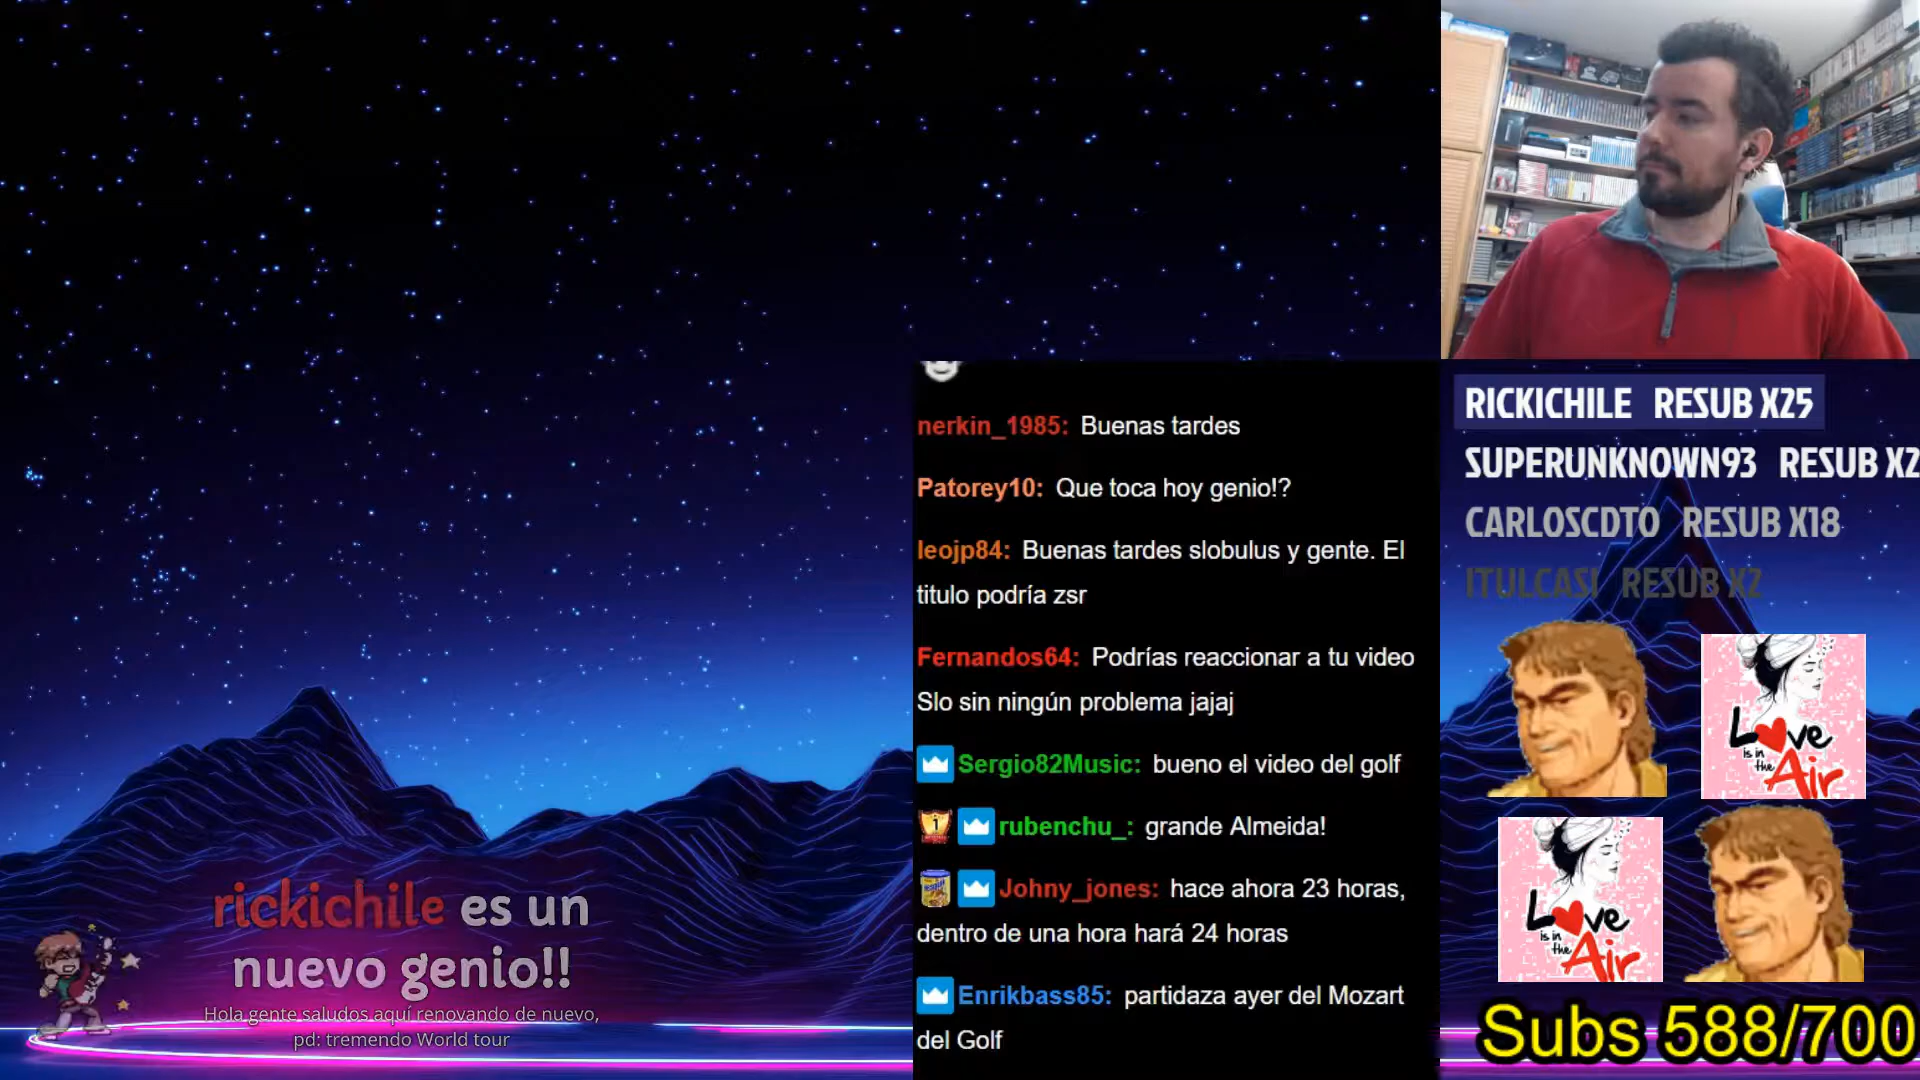 nerkin_1985: Buenas tardes
Patorey10: Que toca hoy genio!?
leojp84: Buenas tardes slobulus y gente. El
titulo podría zsr
Fernandos64: Podrías reaccionar a tu video
Slo sin ningún problema jajaj
Sergio82Music: bueno el video del golf
rubenchu_: grande Almeida!
Johny_jones: hace ahora 23 horas,
dentro de una hora hará 24 horas
Enrikbass85: partidaza ayer del Mozart
del Golf
RICKICHILE RESUB X25
SUPERUNKNOWN93 RESUB X2
CARLOSCDTO RESUB X18
ITULCASI RESUB X2
Love
is in
the Air
Love
is in
the Air
Subs 588/700
rickichile es un
nuevo genio!!
Hola gente saludos aquí renovando de nuevo,
pd: tremendo World tour